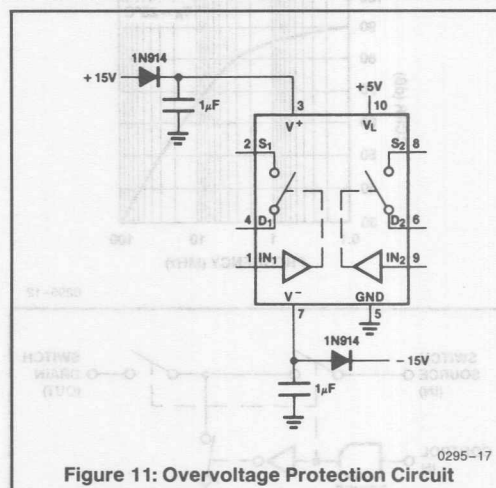 1N914
+15V
1µF
+5V
3
10
V+
VL
2
S1
S2
8
4
D1
D2
6
1
IN1
IN2
9
V−
GND
7
5
1N914
−15V
1µF
0295-17
Figure 11: Overvoltage Protection Circuit